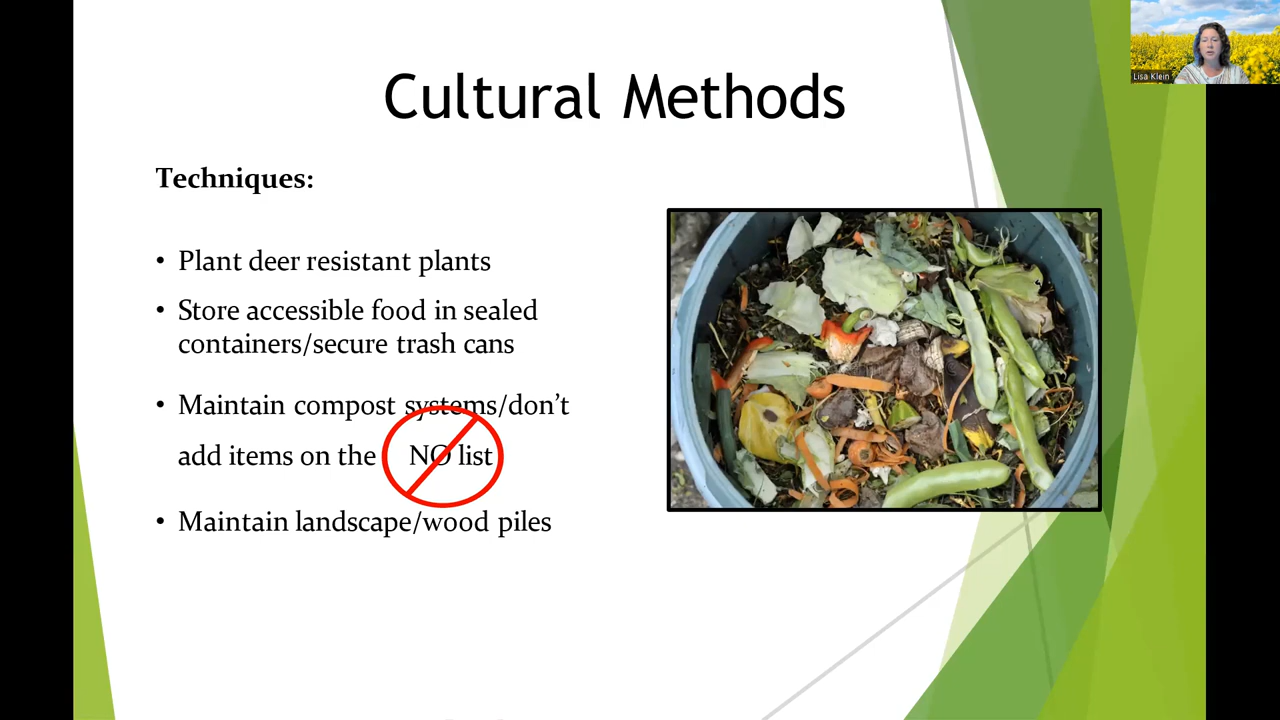 Lisa Klein
Cultural Methods
Techniques:
• Plant deer resistant plants
• Store accessible food in sealed
containers/secure trash cans
• Maintain compost systems/don’t
add items on the NO list
• Maintain landscape/wood piles